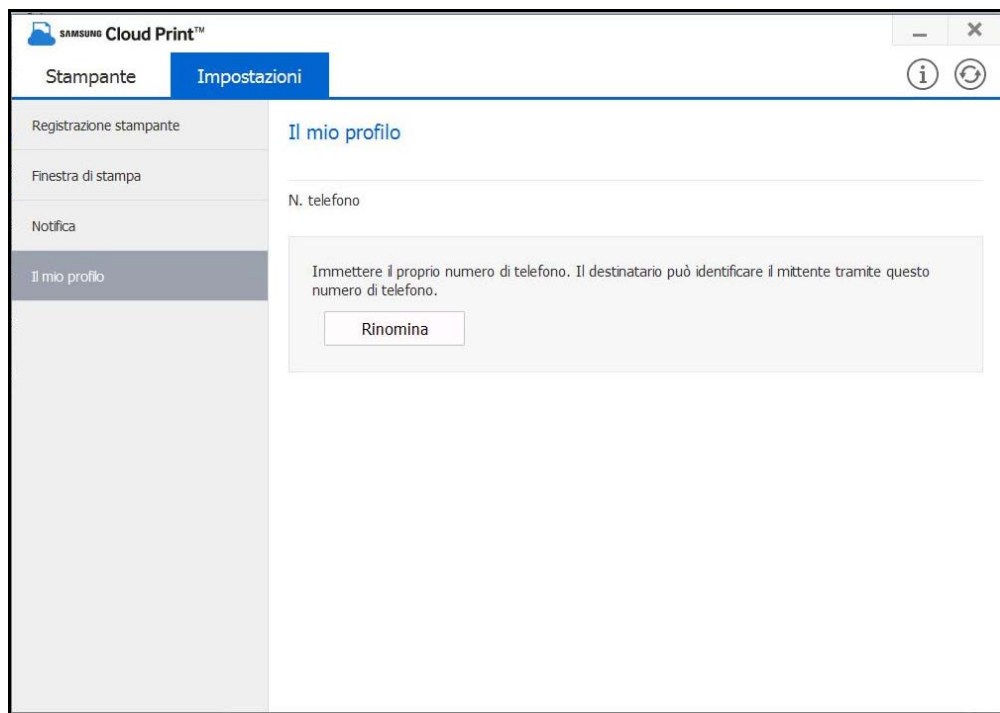 SAMSUNG Cloud Print™
Stampante
Impostazioni
Registrazione stampante
Finestra di stampa
Notifica
Il mio profilo
Il mio profilo
N. telefono
Immettere il proprio numero di telefono. Il destinatario può identificare il mittente tramite questo
numero di telefono.
Rinomina